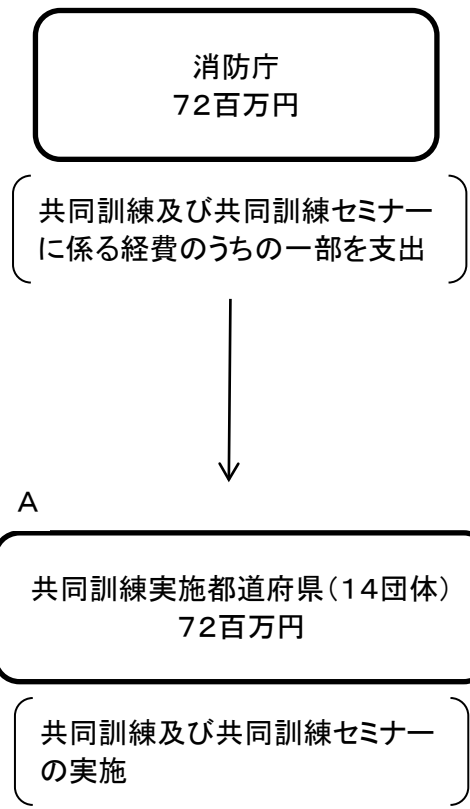 消防庁
７２百万円
共同訓練及び共同訓練セミナー
に係る経費のうちの一部を支出
A
共同訓練実施都道府県（１４団体）
７２百万円
共同訓練及び共同訓練セミナー
の実施